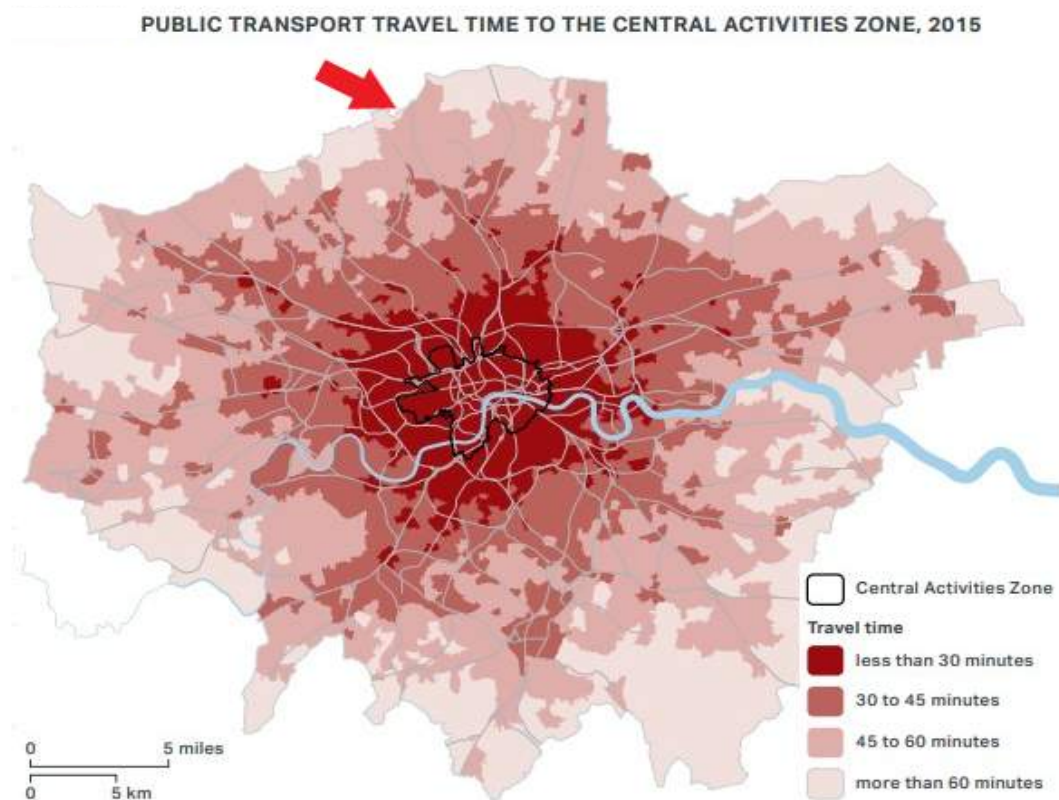 PUBLIC TRANSPORT TRAVEL TIME TO THE CENTRAL ACTIVITIES ZONE, 2015
Central Activities Zone
Travel time
less than 30 minutes
30 to 45 minutes
45 to 60 minutes
more than 60 minutes
0 5 miles
0 5 km